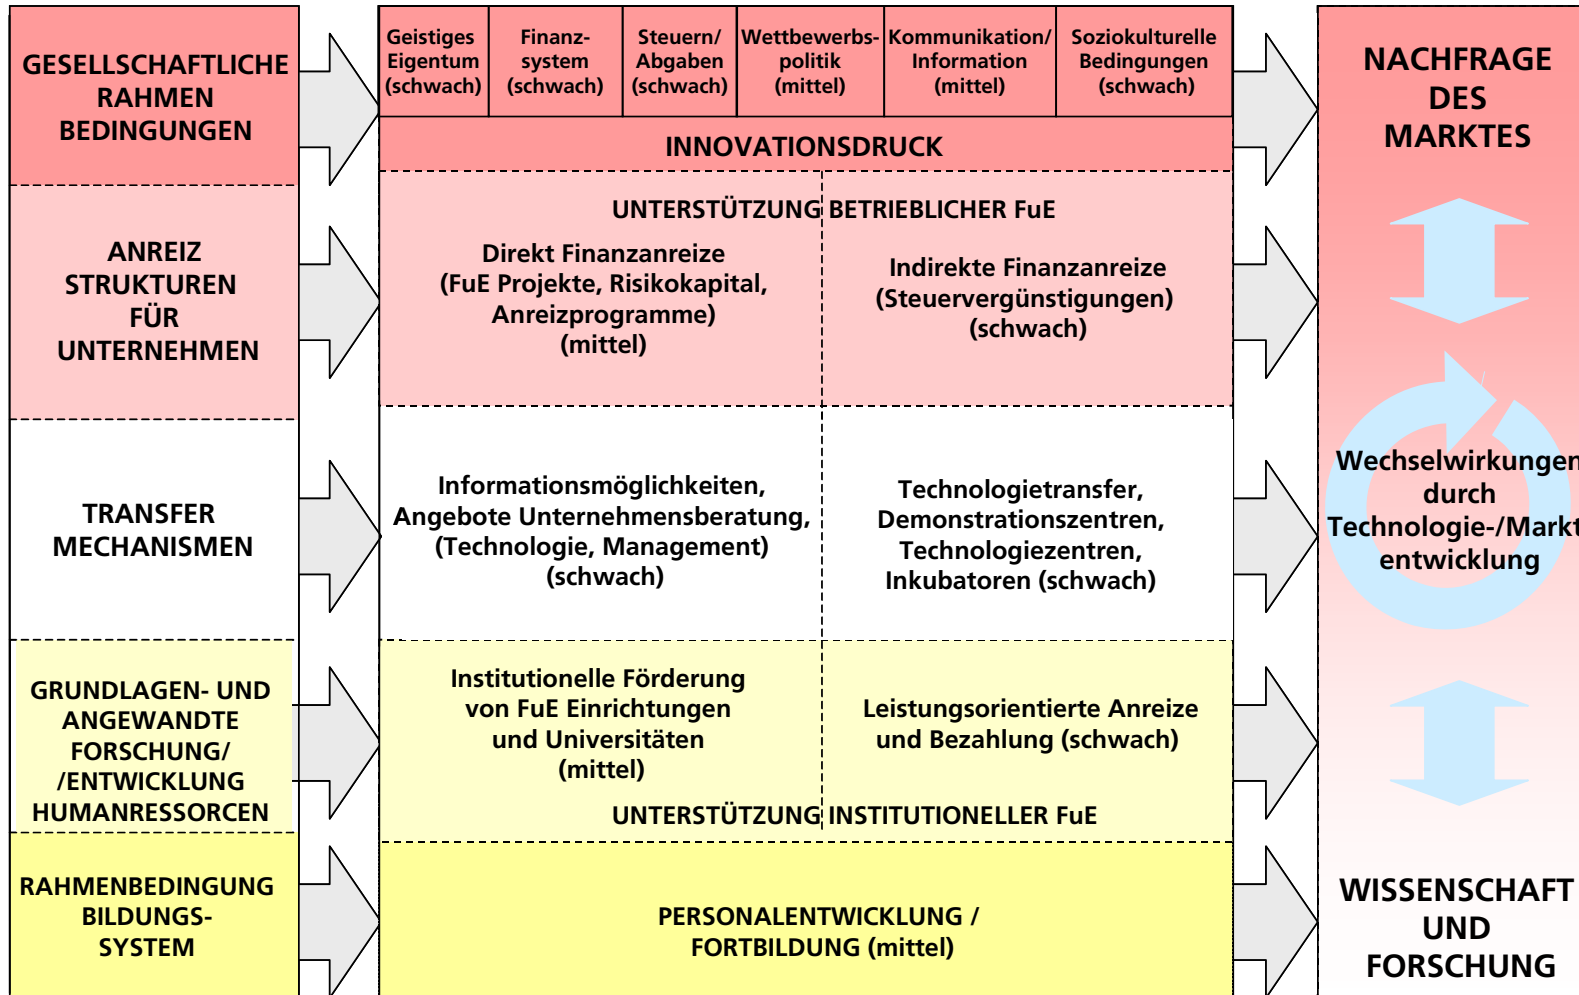 GESELLSCHAFTLICHE
RAHMEN
BEDINGUNGEN
Geistiges
Eigentum
(schwach)
Finanz-
system
(schwach)
Steuern/
Abgaben
(schwach)
Wettbewerbs-
politik
(mittel)
Kommunikation/
Information
(mittel)
Soziokulturelle
Bedingungen
(schwach)
INNOVATIONSDRUCK
NACHFRAGE
DES
MARKTES
ANREIZ
STRUKTUREN
FÜR
UNTERNEHMEN
UNTERSTÜTZUNG BETRIEBLICHER FuE
Direkt Finanzanreize
(FuE Projekte, Risikokapital,
Anreizprogramme)
(mittel)
Indirekte Finanzanreize
(Steuervergünstigungen)
(schwach)
TRANSFER
MECHANISMEN
Informationsmöglichkeiten,
Angebote Unternehmensberatung,
(Technologie, Management)
(schwach)
Technologietransfer,
Demonstrationszentren,
Technologiezentren,
Inkubatoren (schwach)
Wechselwirkungen
durch
Technologie-/Markt
entwicklung
GRUNDLAGEN- UND
ANGEWANDTE
FORSCHUNG/
/ENTWICKLUNG
HUMANRESSORCEN
Institutionelle Förderung
von FuE Einrichtungen
und Universitäten
(mittel)
Leistungsorientierte Anreize
und Bezahlung (schwach)
UNTERSTÜTZUNG INSTITUTIONELLER FuE
RAHMENBEDINGUNG
BILDUNGS-
SYSTEM
PERSONALENTWICKLUNG /
FORTBILDUNG (mittel)
WISSENSCHAFT
UND
FORSCHUNG